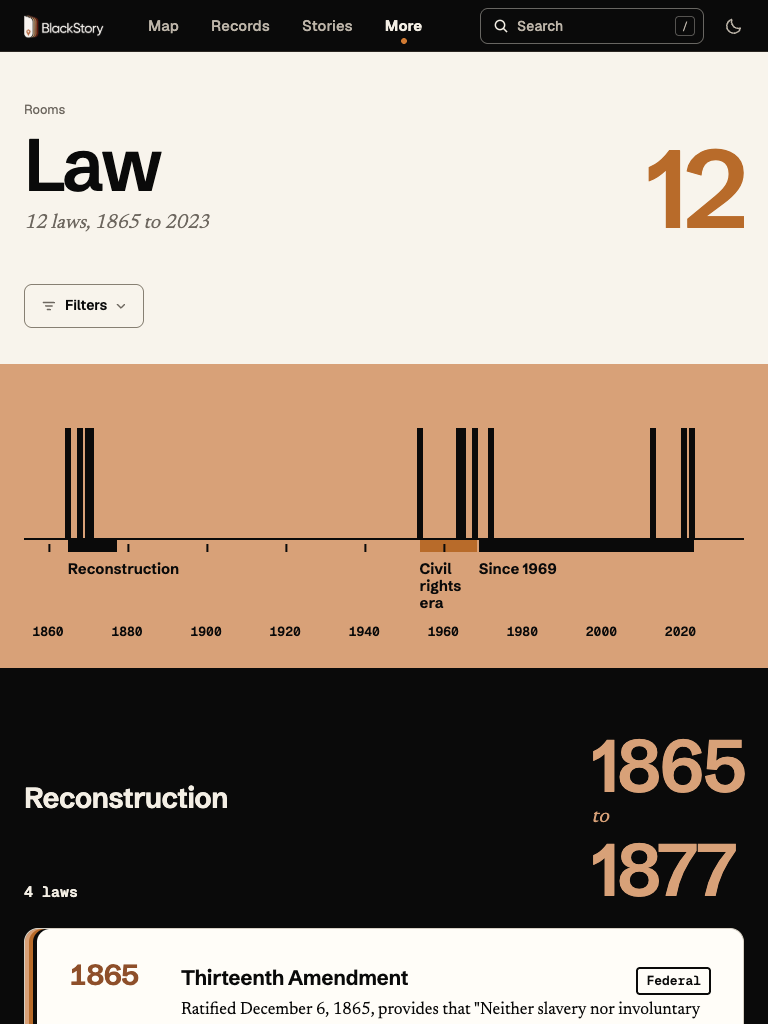 BlackStory
Map Records Stories More
Search /
Rooms
Law
12
12 laws, 1865 to 2023
Filters
Reconstruction
Civil rights era
Since 1969
1860 1880 1900 1920 1940 1960 1980 2000 2020
Reconstruction
1865
to
1877
4 laws
1865
Thirteenth Amendment
Federal
Ratified December 6, 1865, provides that "Neither slavery nor involuntary